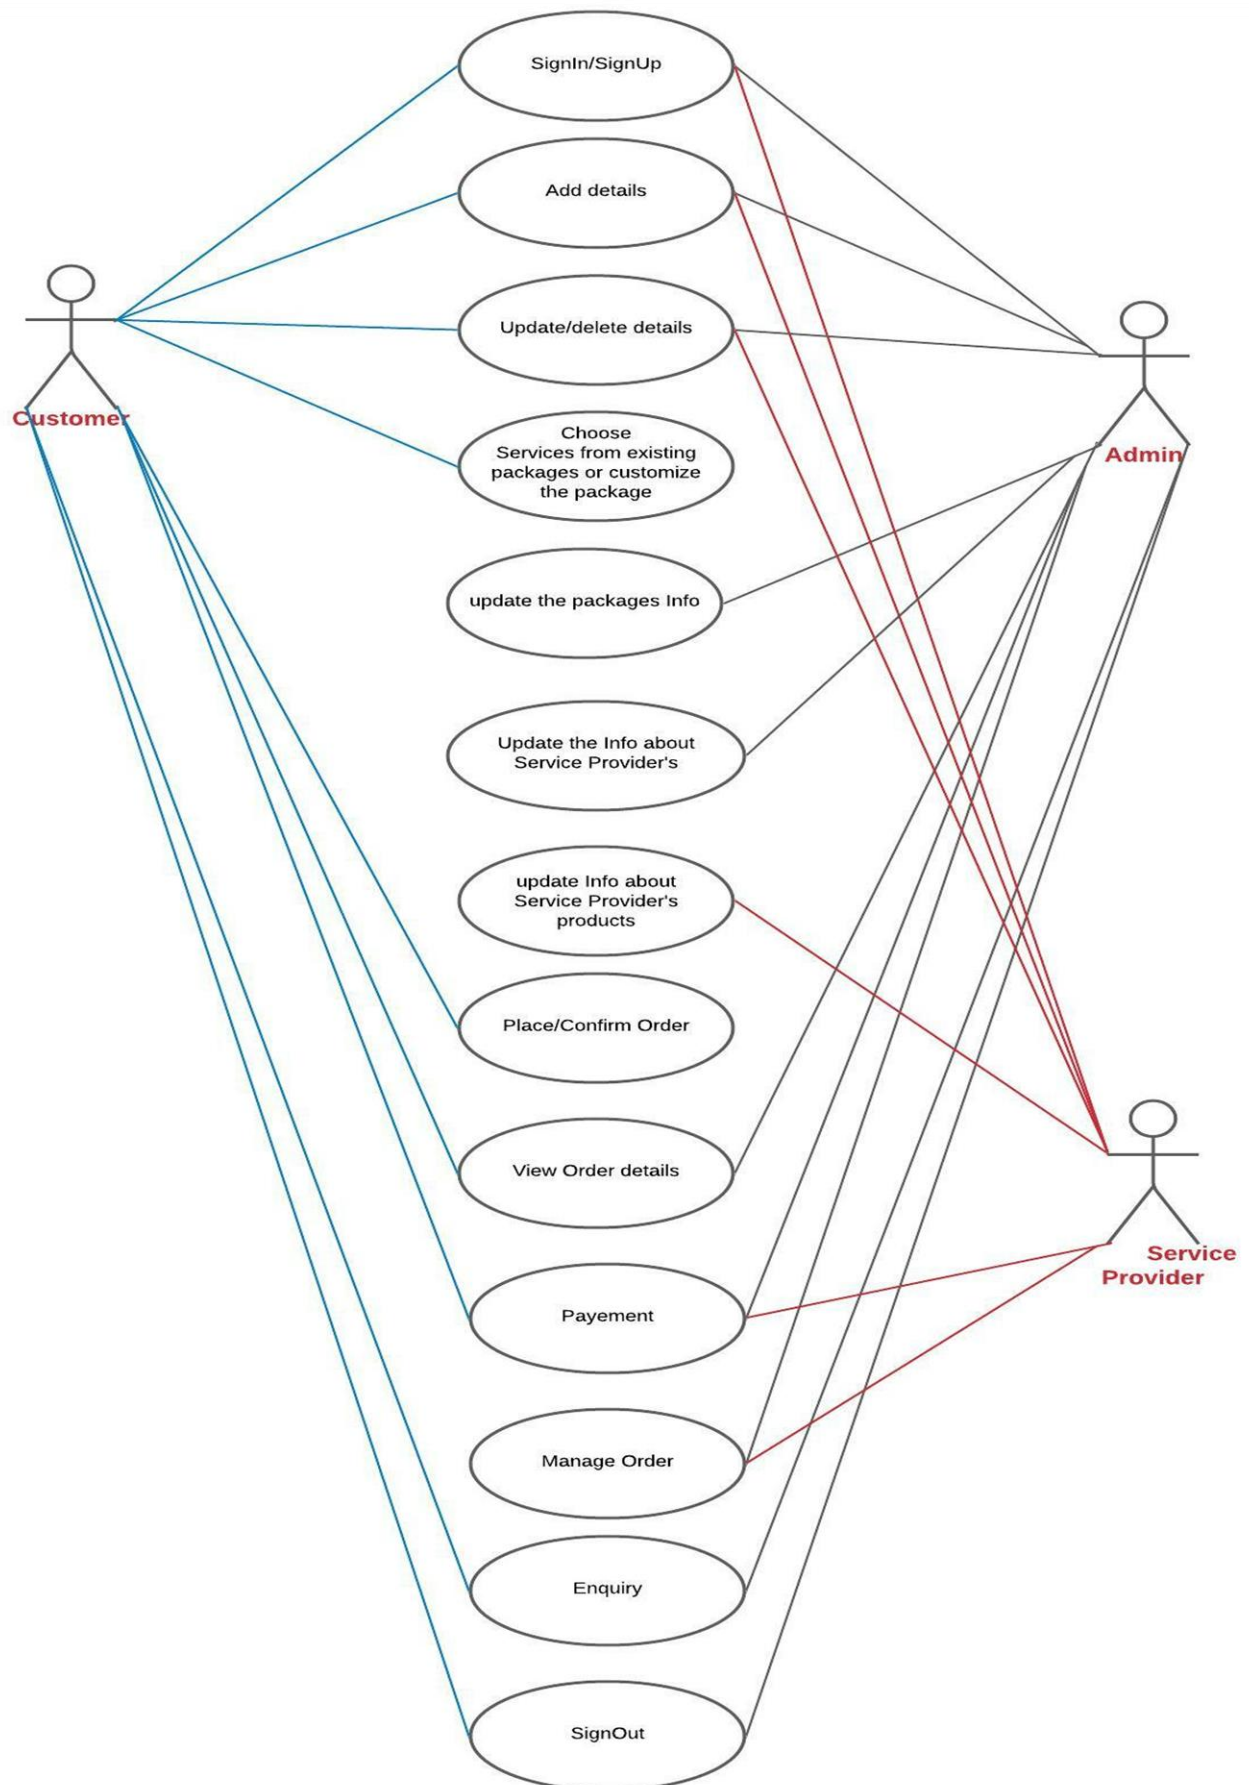 SignIn/SignUp
Add details
Update/delete details
Customer
Choose
Services from existing
packages or customize
the package
Admin
update the packages Info
Update the Info about
Service Provider's
update Info about
Service Provider's
products
Place/Confirm Order
View Order details
Service
Provider
Payement
Manage Order
Enquiry
SignOut